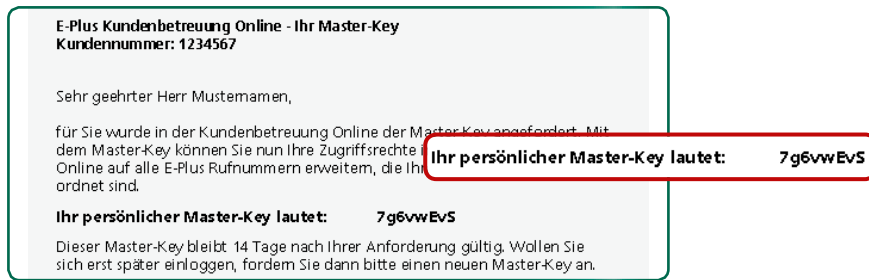 E-Plus Kundenbetreuung Online - Ihr Master-Key
Kundennummer: 1234567
Sehr geehrter Herr Musternamen,
für Sie wurde in der Kundenbetreuung Online der Master-Key angefordert. Mit
dem Master-Key können Sie nun Ihre Zugriffsrechte
Online auf alle E-Plus Rufnummern erweitern, die
ordnet sind.
Ihr persönlicher Master-Key lautet: 7g6vwEvS
Ihr persönlicher Master-Key lautet: 7g6vwEvS
Dieser Master-Key bleibt 14 Tage nach Ihrer Anforderung gültig. Wollen Sie
sich erst später einloggen, fordern Sie dann bitte einen neuen Master-Key an.